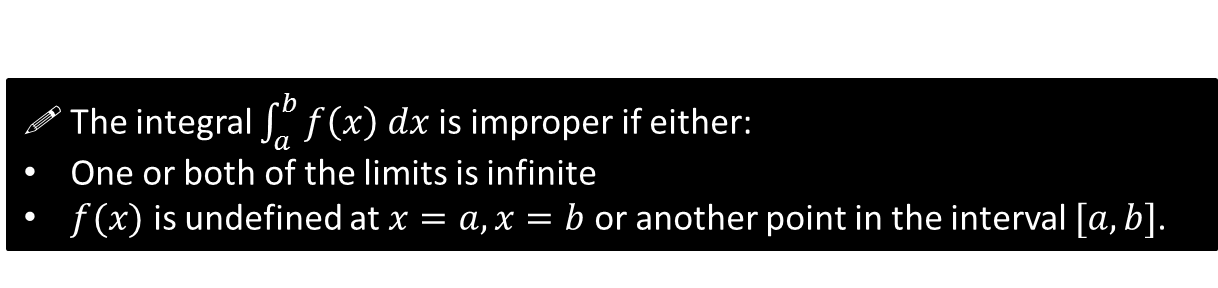 ✏ The integral ∫ₐᵇ f(x) dx is improper if either:
• One or both of the limits is infinite
• f(x) is undefined at x = a, x = b or another point in the interval [a, b].